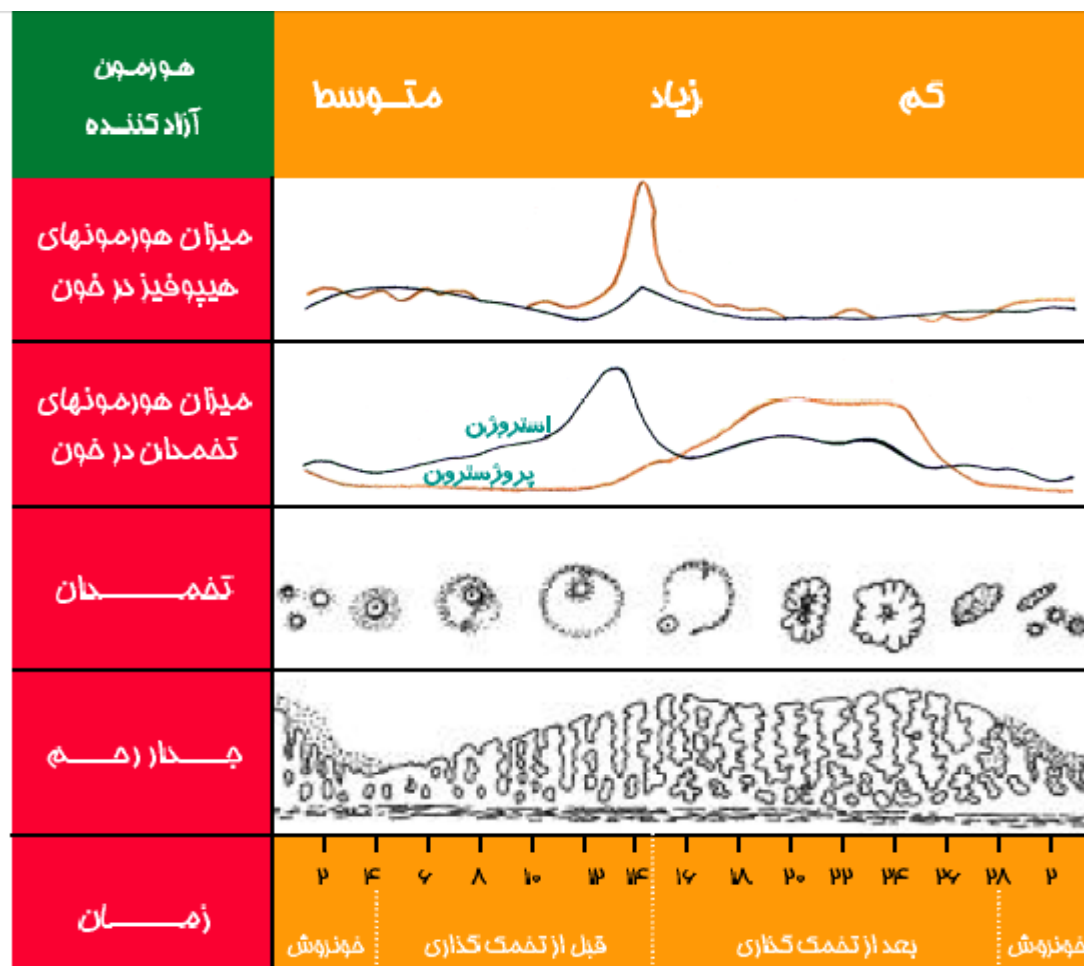 هورمون
آزاد کننده
متوسط
زیاد
کم
میزان هورمونهای
هیپوفیز در خون
میزان هورمونهای
تخمدان در خون
استروژن
پروژسترون
تخمدان
جدار رحم
زمان
۲ ۴ ۶ ۸ ۱۰ ۱۲ ۱۴ ۱۶ ۱۸ ۲۰ ۲۲ ۲۴ ۲۶ ۲۸ ۲
خونروش
قبل از تخمک گذاری
بعد از تخمک گذاری
خونروش